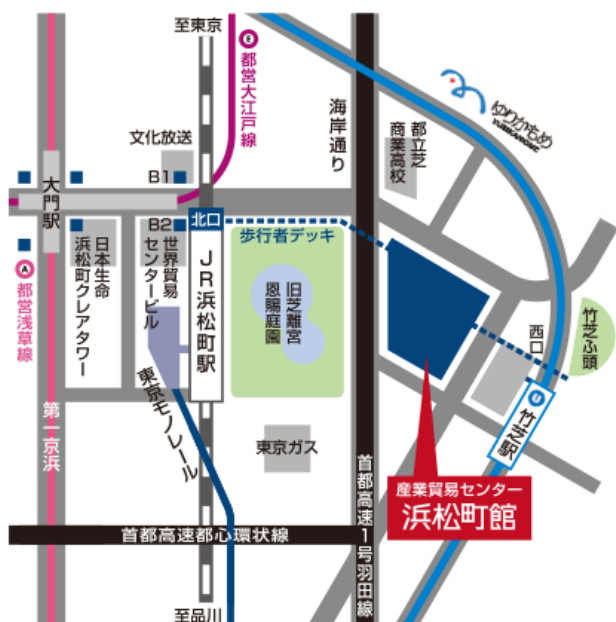 至東京
E
都営大江戸線
海岸通り
ゆりかもめ
YURIKAMOME
都立芝
商業高校
文化放送
B1
大門駅
北口
歩行者デッキ
B2
世界貿易
センタービル
日本生命
浜松町クレアタワー
A
都営浅草線
JR浜松町駅
旧芝離宮
恩賜庭園
竹芝ふ頭
西口
U
竹芝駅
東京モノレール
第一京浜
東京ガス
産業貿易センター
浜松町館
首都高速1号羽田線
首都高速都心環状線
至品川